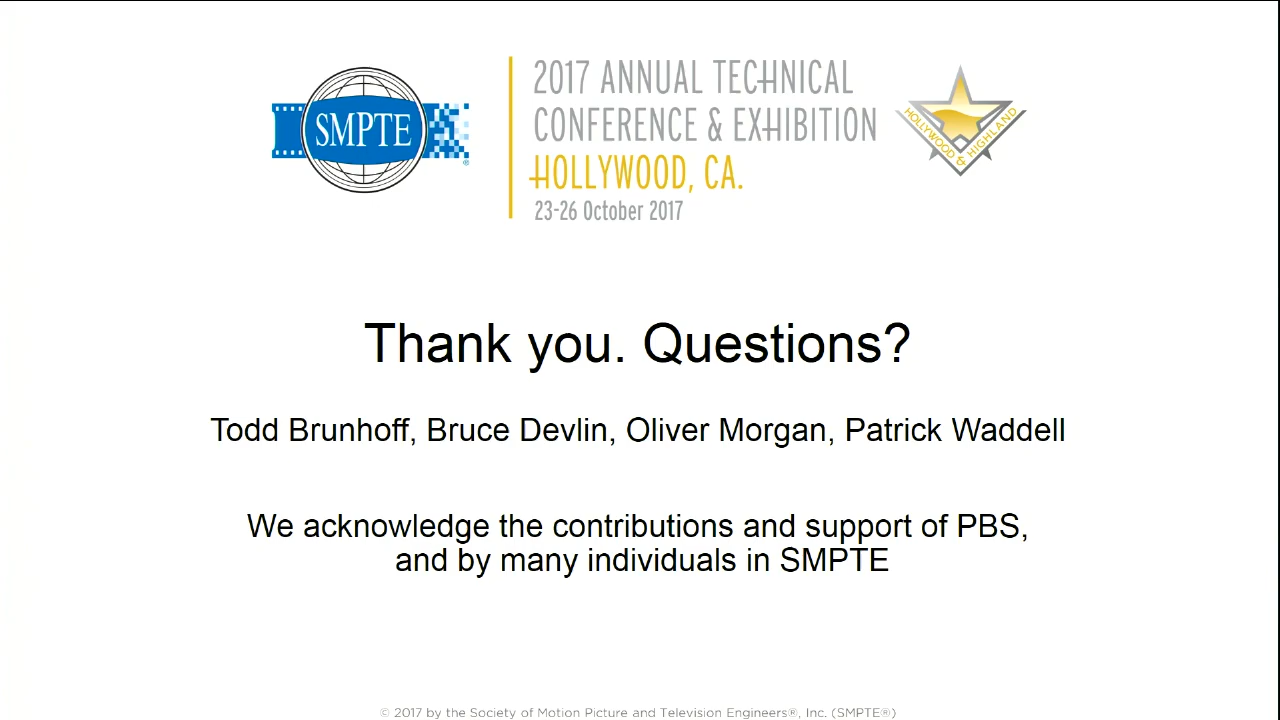 SMPTE
2017 ANNUAL TECHNICAL
CONFERENCE & EXHIBITION
HOLLYWOOD, CA.
23-26 October 2017
HOLLYWOOD & HIGHLAND
Thank you. Questions?
Todd Brunhoff, Bruce Devlin, Oliver Morgan, Patrick Waddell
We acknowledge the contributions and support of PBS,
and by many individuals in SMPTE
© 2017 by the Society of Motion Picture and Television Engineers®, Inc. (SMPTE®)